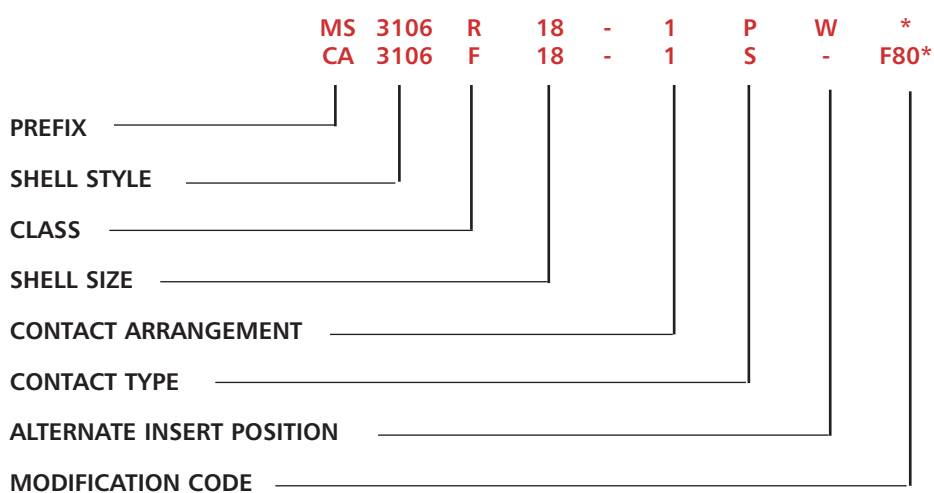 MS 3106 R 18 - 1 P W *
CA 3106 F 18 - 1 S - F80*
PREFIX
SHELL STYLE
CLASS
SHELL SIZE
CONTACT ARRANGEMENT
CONTACT TYPE
ALTERNATE INSERT POSITION
MODIFICATION CODE